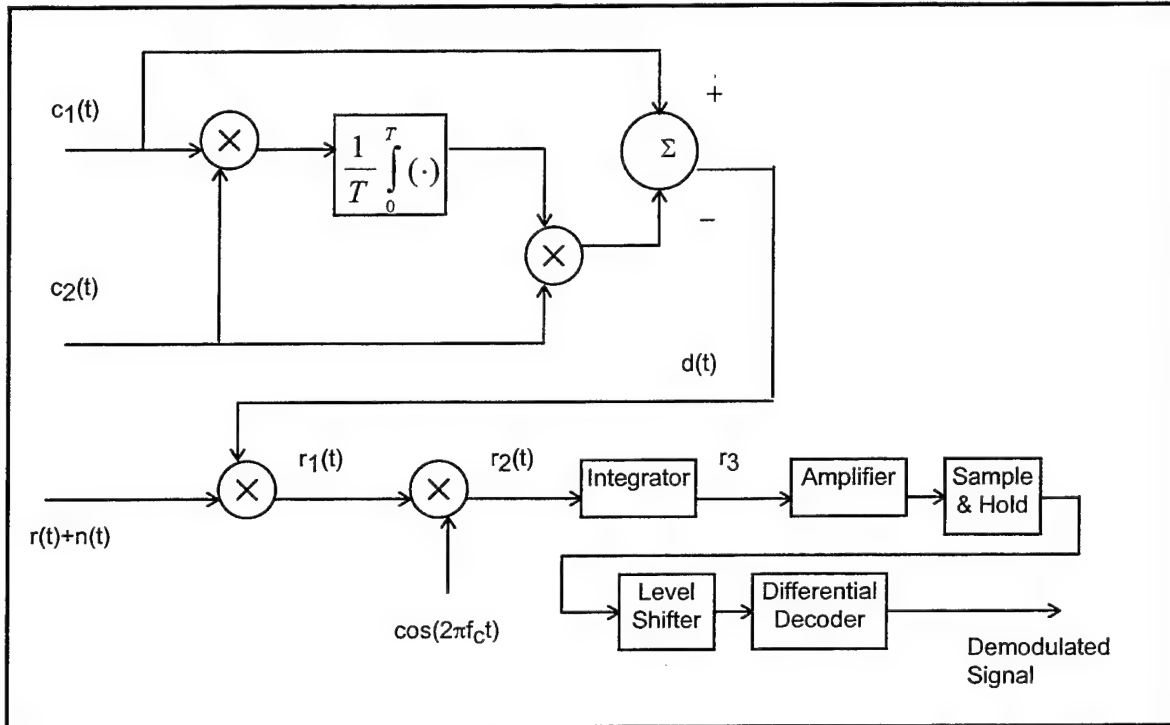 +
c1(t)
Σ
1/T ∫0T (·)
−
c2(t)
d(t)
r1(t)
r2(t)
Integrator
r3
Amplifier
Sample
& Hold
r(t)+n(t)
cos(2πfct)
Level
Shifter
Differential
Decoder
Demodulated
Signal